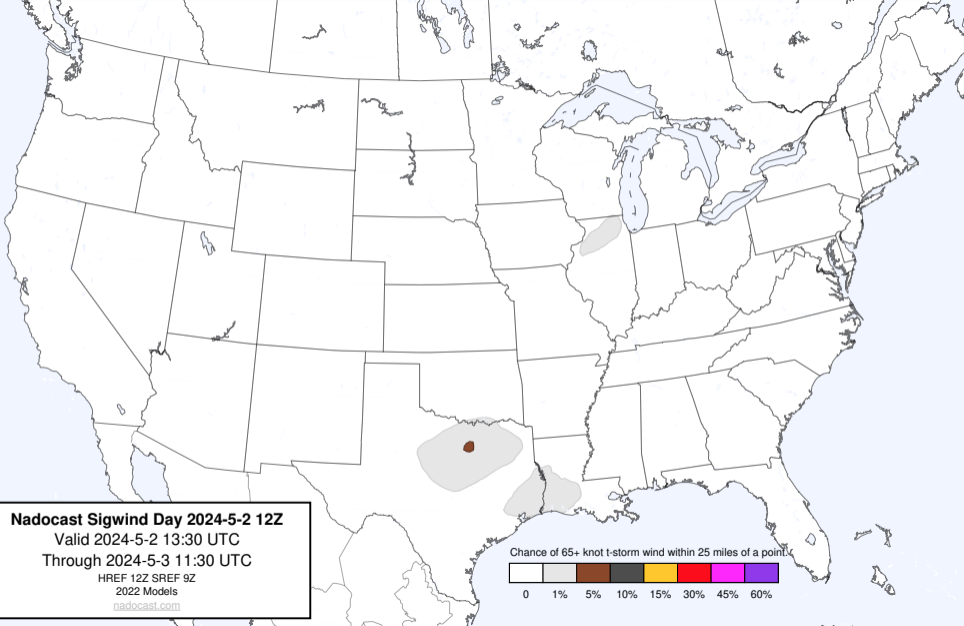 Nadocast Sigwind Day 2024-5-2 12Z
Valid 2024-5-2 13:30 UTC
Through 2024-5-3 11:30 UTC
HREF 12Z SREF 9Z
2022 Models
nadocast.com
Chance of 65+ knot t-storm wind within 25 miles of a point.
0 1% 5% 10% 15% 30% 45% 60%